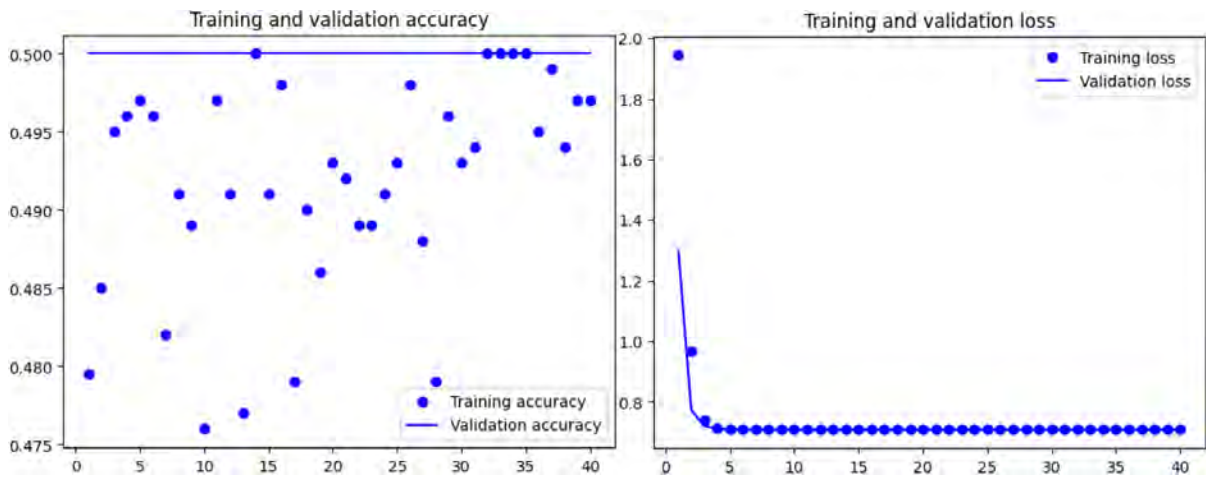 Training and validation accuracy
0.500
0.495
0.490
0.485
0.480
0.475
Training accuracy
Validation accuracy
0 5 10 15 20 25 30 35 40
Training and validation loss
2.0
1.8
1.6
1.4
1.2
1.0
0.8
Training loss
Validation loss
0 5 10 15 20 25 30 35 40